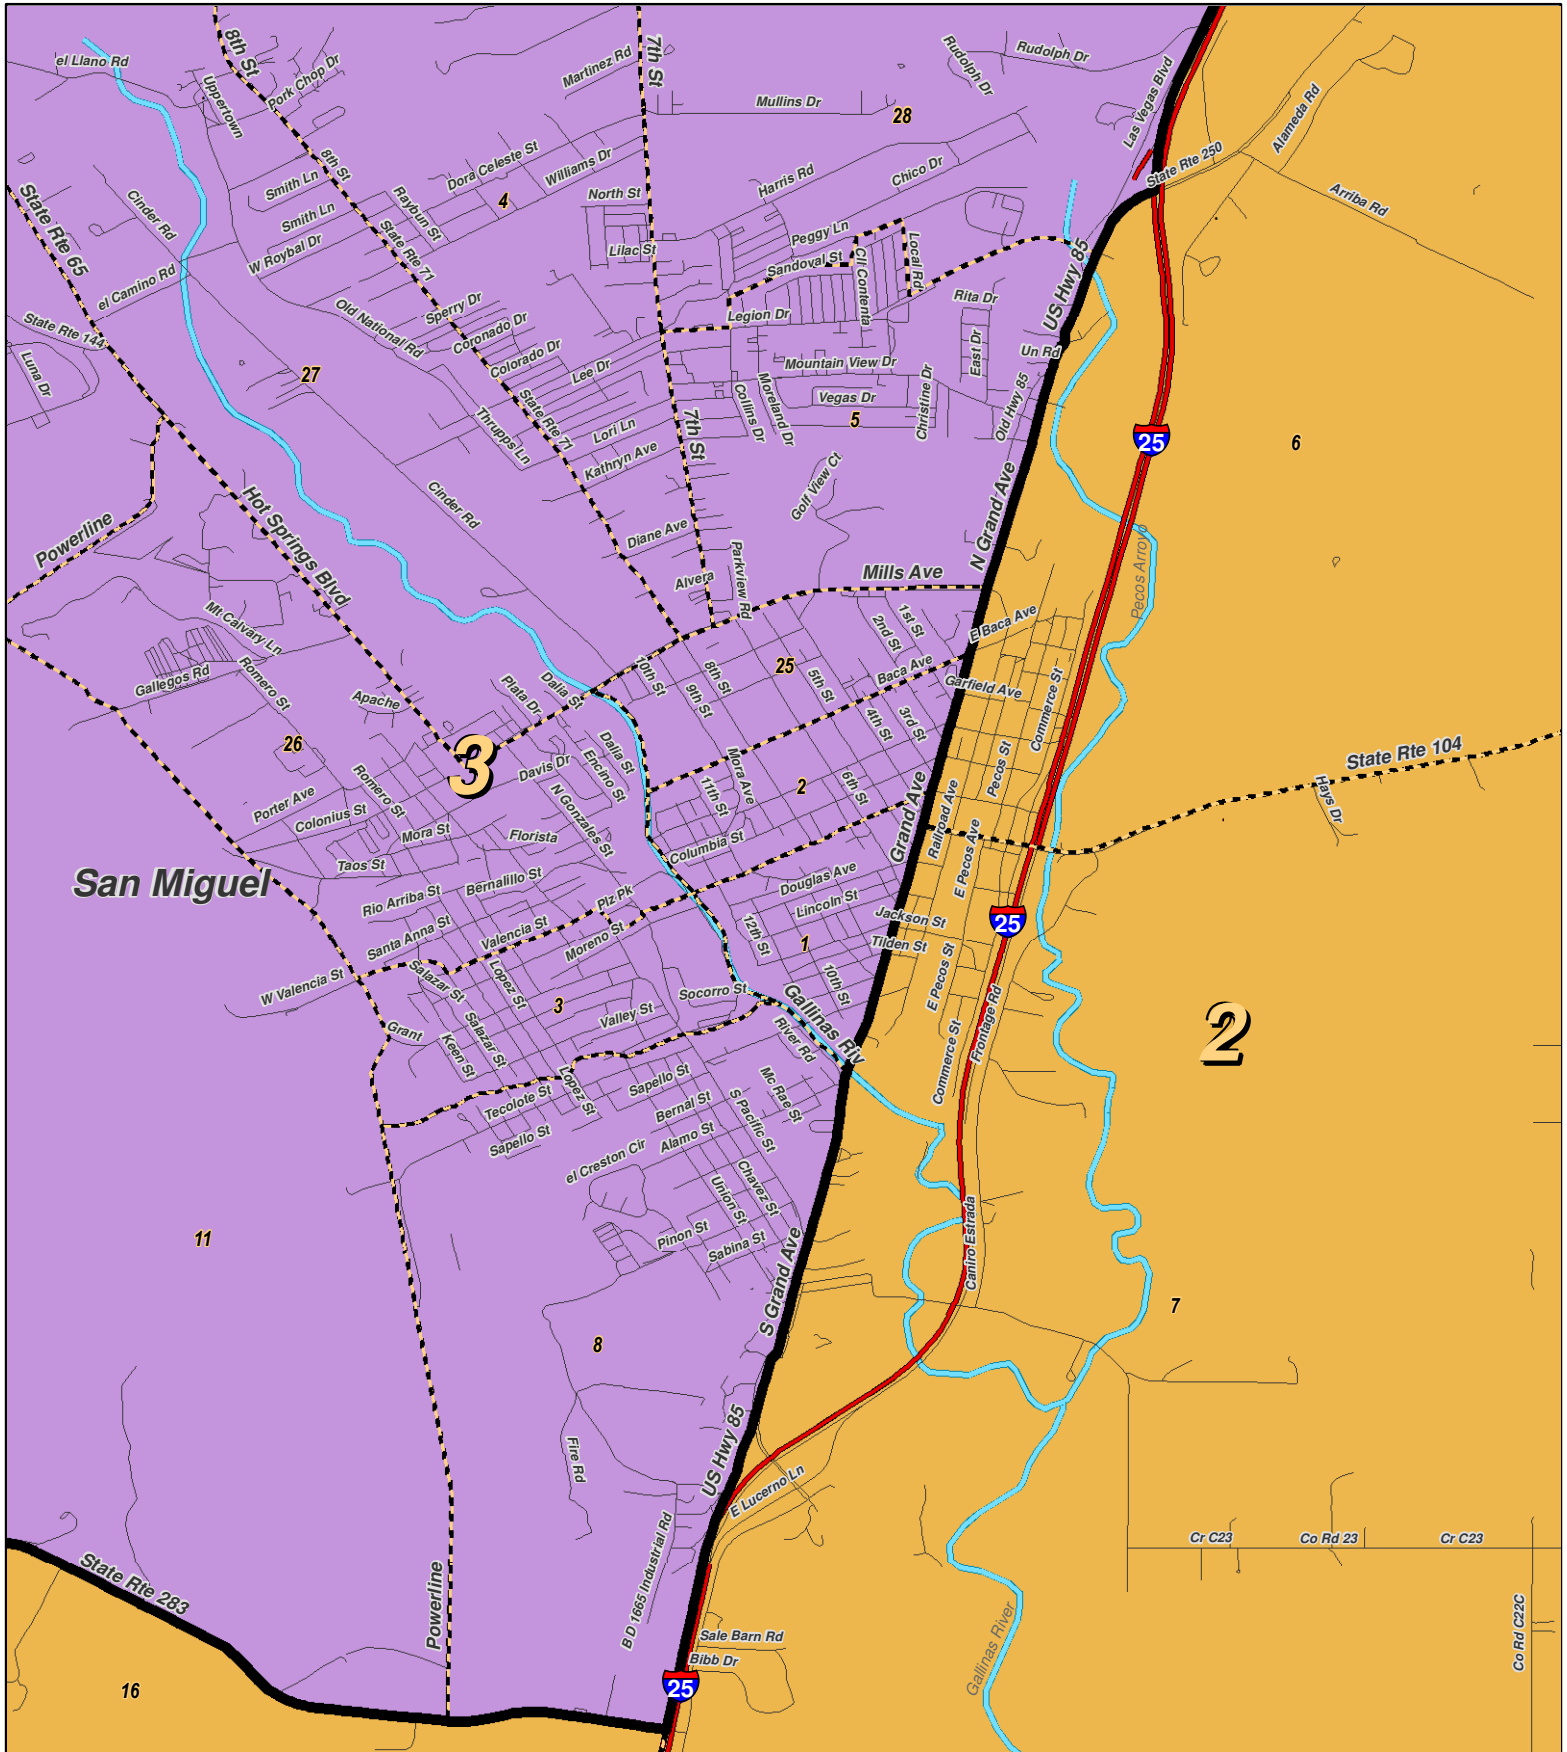 el Llano Rd
8th St
Pork Chop Dr
Uppertown
Martinez Rd
7th St
Mullins Dr
28
Rudolph Dr
Rudolph Dr
Las Vegas Blvd
Alameda Rd
State Rte 250
Arriba Rd
State Rte 65
Cinder Rd
Smith Ln
8th St
Smith Ln
W Roybal Dr
Raybun St
State Rte 71
Dora Celeste St
Williams Dr
4
North St
Lilac St
Harris Rd
Chico Dr
Peggy Ln
Sandoval St
Cll Contenta
Local Rd
US Hwy 85
el Camino Rd
State Rte 144
Luna Dr
Old National Rd
Sperry Dr
Coronado Dr
Colorado Dr
Lee Dr
Legion Dr
Rita Dr
East Dr
Un Rd
Mountain View Dr
Vegas Dr
5
Collins Dr
Moreland Dr
Christine Dr
Old Hwy 85
27
State Rte 71
Thrupps Ln
Lori Ln
Kathryn Ave
7th St
Golf View Ct
25
6
Cinder Rd
Hot Springs Blvd
Powerline
Diane Ave
Alvera
Parkview Rd
Mills Ave
N Grand Ave
Pecos Arroyo
Mt Calvary Ln
Gallegos Rd
Romero St
Apache
Plata Dr
Dalia St
10th St
9th St
8th St
25
5th St
4th St
3rd St
2nd St
1st St
E Baca Ave
Baca Ave
Garfield Ave
Commerce St
26
3
Davis Dr
Dalia St
Encino St
Mora Ave
11th St
2
6th St
Pecos St
State Rte 104
Hays Dr
Porter Ave
Colonius St
Romero St
Mora St
Florista
N Gonzales St
Columbia St
Grand Ave
Railroad Ave
E Pecos Ave
San Miguel
Taos St
Rio Arriba St
Bernalillo St
Plz Pk
Douglas Ave
Lincoln St
Jackson St
Tilden St
25
Santa Anna St
Valencia St
Moreno St
12th St
1
10th St
E Pecos St
W Valencia St
Salazar St
Lopez St
Socorro St
Gallinas Riv
River Rd
3
Valley St
Grant
Keen St
Salazar St
Commerce St
Frontage Rd
2
Tecolote St
Lopez St
Sapello St
Sapello St
Bernal St
Alamo St
S Pacific St
Mc Rae St
el Creston Cir
Chavez St
Union St
Pinon St
Sabina St
S Grand Ave
Caniro Estrada
11
7
8
Fire Rd
US Hwy 85
E Lucerno Ln
B D 1665 Industrial Rd
Cr C23
Co Rd 23
Cr C23
Co Rd C22C
State Rte 283
Powerline
Sale Barn Rd
Bibb Dr
25
Gallinas River
16